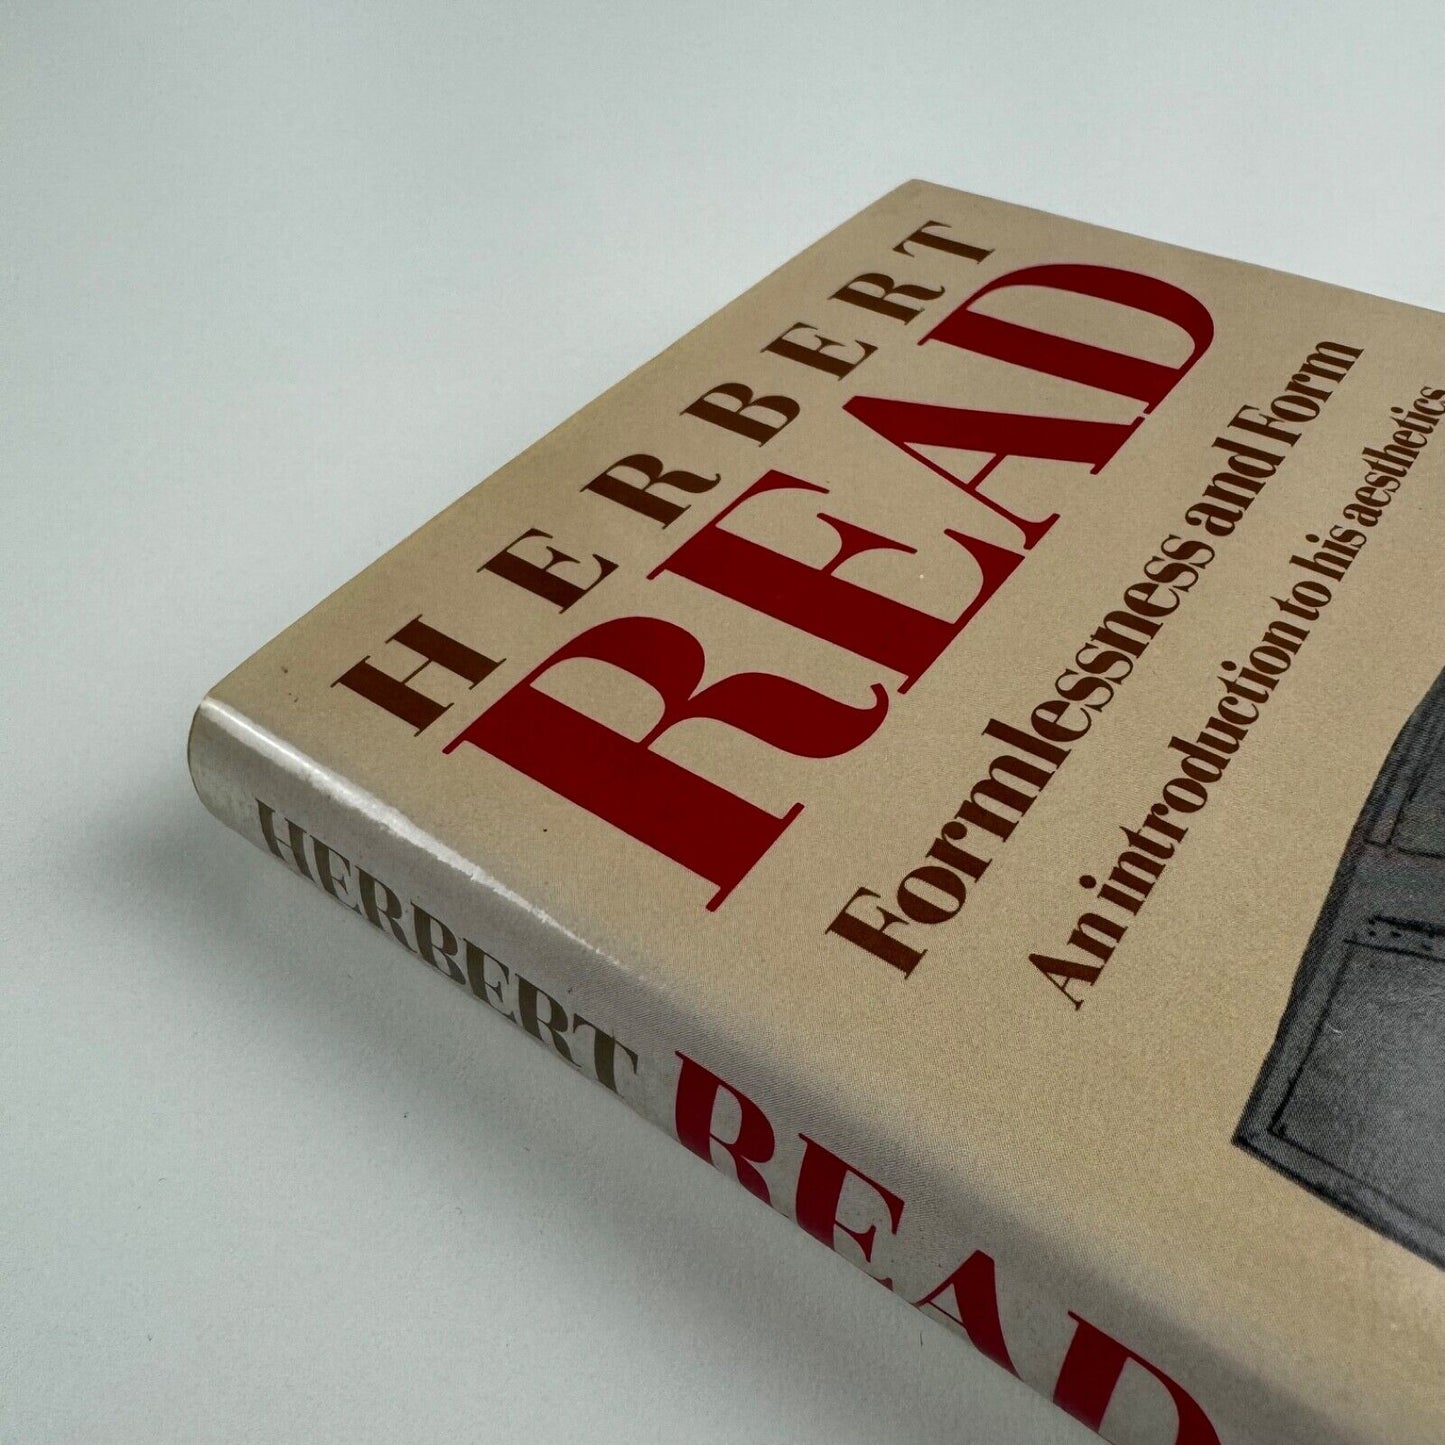 HERBERT
READ
Formlessness and Form
An introduction to his aesthetics
HERBERT READ